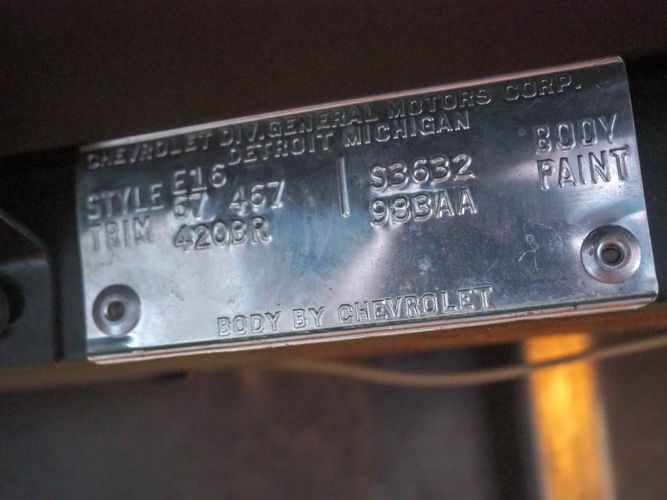 CHEVROLET DIV. GENERAL MOTORS CORP.
DETROIT MICHIGAN
E16
STYLE 67 467 S3632 BODY
TRIM 420BR 983AA PAINT
BODY BY CHEVROLET